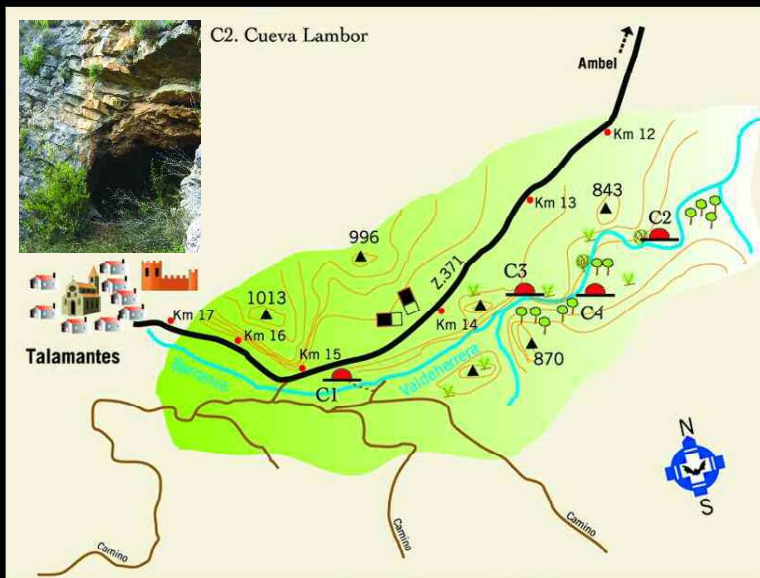 C2. Cueva Lambor
Ambel
Km 12
843
C2
Km 13
996
Z.371
C3
C4
1013
Km 14
Km 17
Km 16
Km 15
870
Talamantes
Barranco
Valdeherrera
C1
N
S
Camino
Camino
Camino